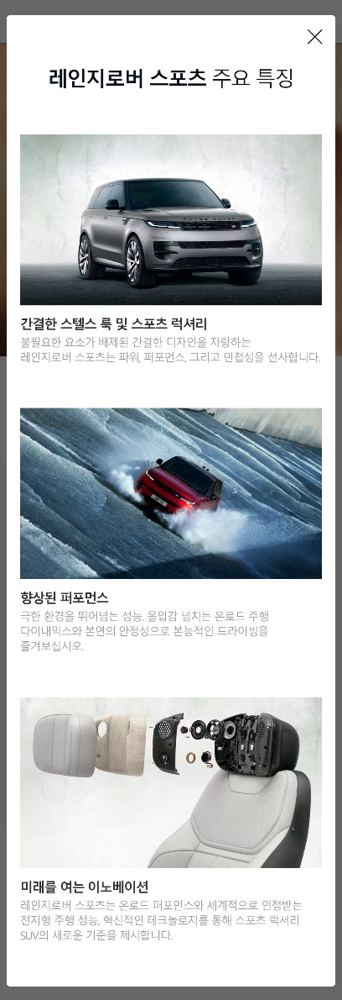 레인지로버 스포츠 주요 특징
간결한 스텔스 룩 및 스포츠 럭셔리
불필요한 요소가 배제된 간결한 디자인을 자랑하는
레인지로버 스포츠는 파워, 퍼포먼스, 그리고 민첩성을 선사합니다.
향상된 퍼포먼스
극한 환경을 뛰어넘는 성능. 몰입감 넘치는 온로드 주행
다이내믹스와 본연의 안정성으로 본능적인 드라이빙을
즐겨보십시오.
미래를 여는 이노베이션
레인지로버 스포츠는 온로드 퍼포먼스와 세계적으로 인정받는
전지형 주행 성능, 혁신적인 테크놀로지를 통해 스포츠 럭셔리
SUV의 새로운 기준을 제시합니다.